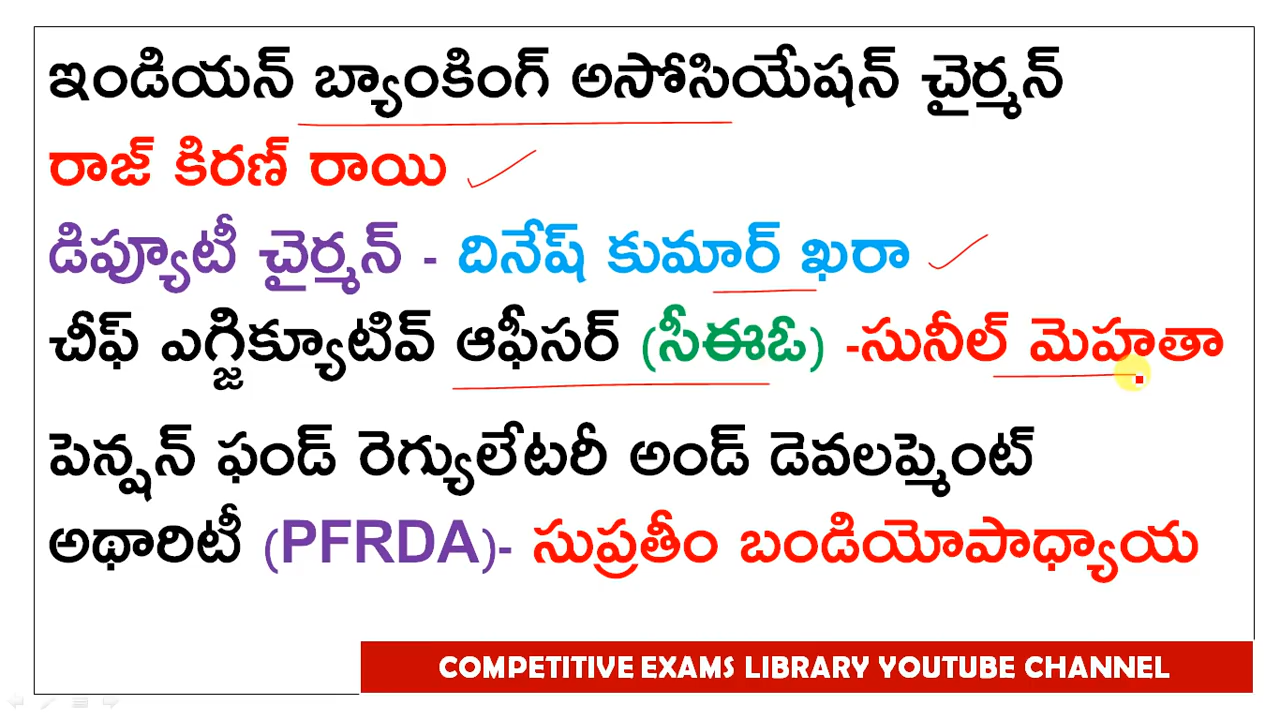 ఇండియన్ బ్యాంకింగ్ అసోసియేషన్ చైర్మన్
రాజ్ కిరణ్ రాయి
డిప్యూటీ చైర్మన్ - దినేష్ కుమార్ ఖరా
చీఫ్ ఎగ్జిక్యూటివ్ ఆఫీసర్ (సీఈఓ) -సునీల్ మెహతా
పెన్షన్ ఫండ్ రెగ్యులేటరీ అండ్ డెవలప్మెంట్
అథారిటీ (PFRDA)- సుప్రతీం బండియోపాధ్యాయ
COMPETITIVE EXAMS LIBRARY YOUTUBE CHANNEL